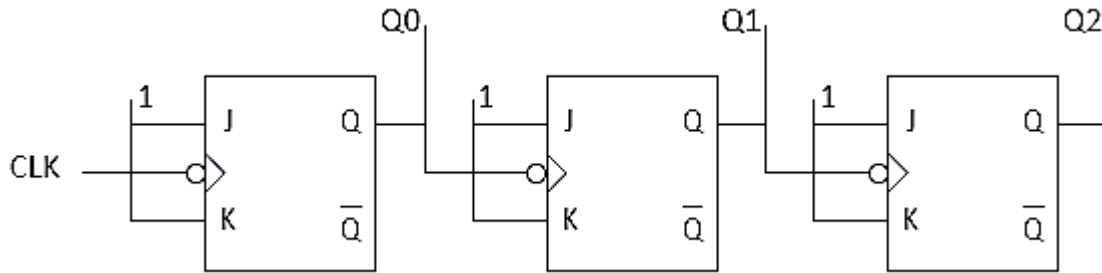 Q0 Q1 Q2
1 1 1
J Q J Q J Q
CLK
K Q̅ K Q̅ K Q̅